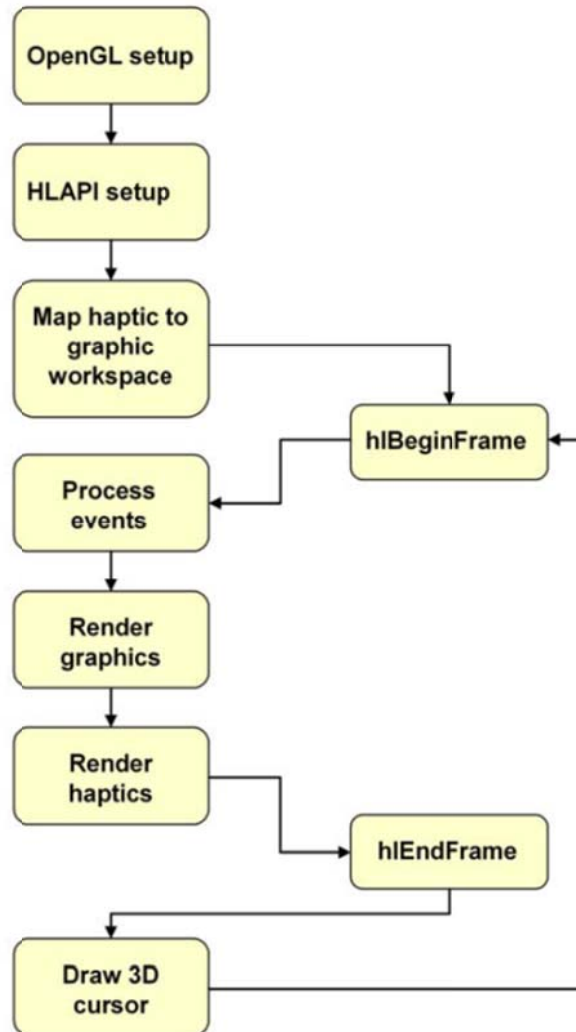 OpenGL setup
HLAPI setup
Map haptic to
graphic
workspace
hlBeginFrame
Process
events
Render
graphics
Render
haptics
hlEndFrame
Draw 3D
cursor